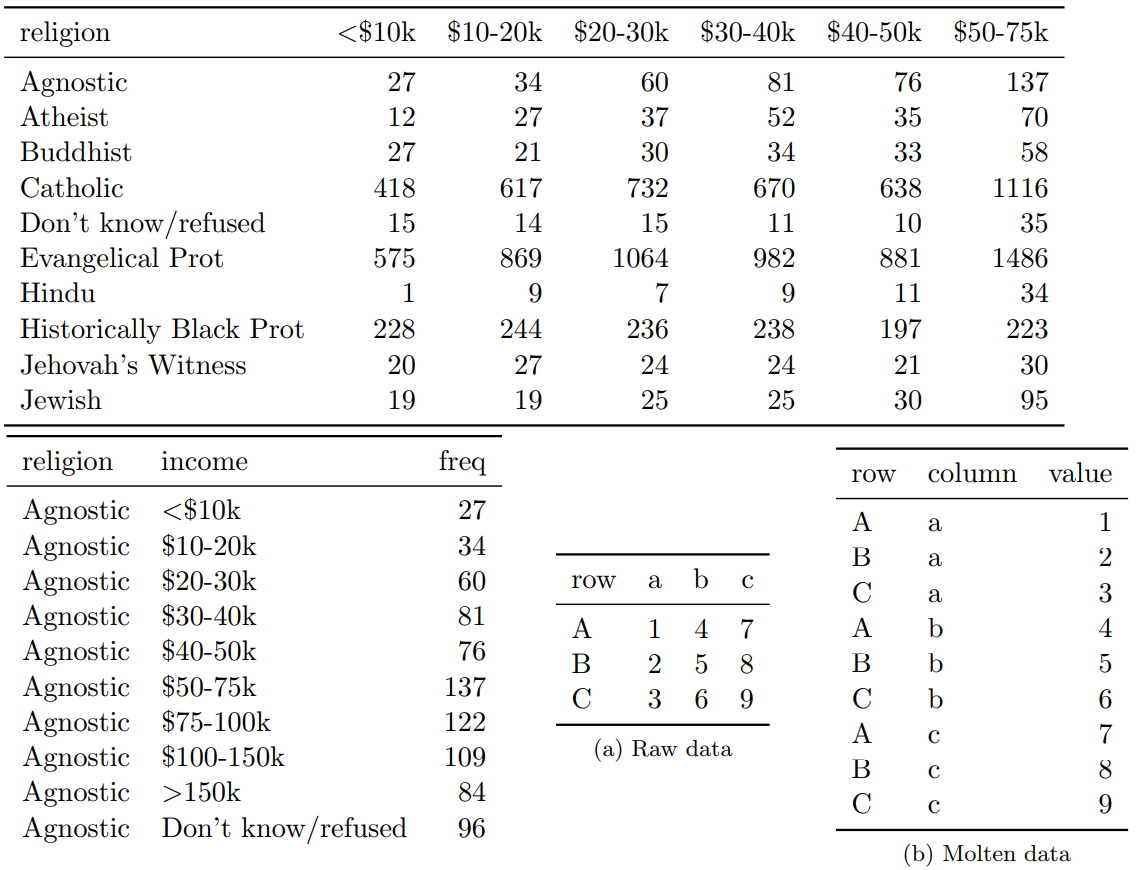 religion <$10k $10-20k $20-30k $30-40k $40-50k $50-75k
Agnostic 27 34 60 81 76 137
Atheist 12 27 37 52 35 70
Buddhist 27 21 30 34 33 58
Catholic 418 617 732 670 638 1116
Don't know/refused 15 14 15 11 10 35
Evangelical Prot 575 869 1064 982 881 1486
Hindu 1 9 7 9 11 34
Historically Black Prot 228 244 236 238 197 223
Jehovah's Witness 20 27 24 24 21 30
Jewish 19 19 25 25 30 95
religion income freq
Agnostic <$10k 27
Agnostic $10-20k 34
Agnostic $20-30k 60
Agnostic $30-40k 81
Agnostic $40-50k 76
Agnostic $50-75k 137
Agnostic $75-100k 122
Agnostic $100-150k 109
Agnostic >150k 84
Agnostic Don't know/refused 96
row a b c
A 1 4 7
B 2 5 8
C 3 6 9
(a) Raw data
row column value
A a 1
B a 2
C a 3
A b 4
B b 5
C b 6
A c 7
B c 8
C c 9
(b) Molten data